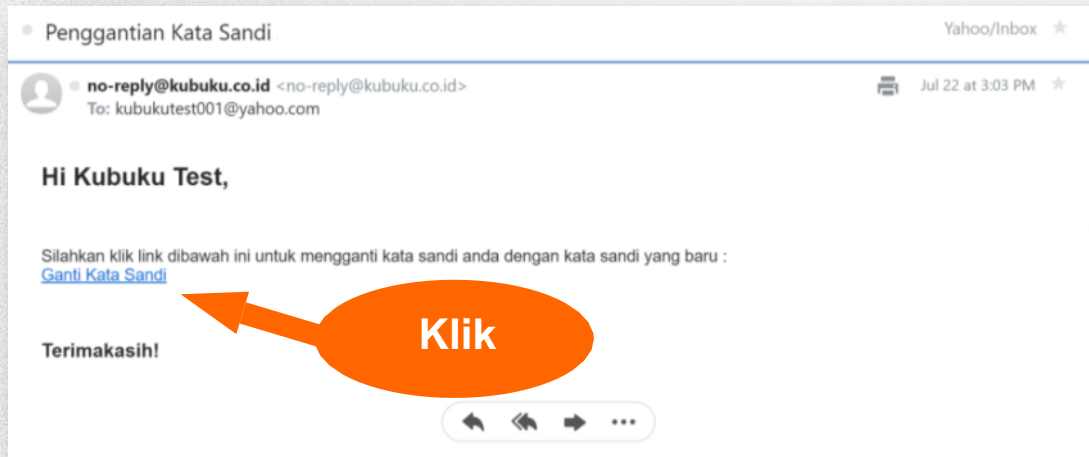 Penggantian Kata Sandi
Yahoo/Inbox
no-reply@kubuku.co.id <no-reply@kubuku.co.id>
Jul 22 at 3:03 PM
To: kubukutest001@yahoo.com
Hi Kubuku Test,
Silahkan klik link dibawah ini untuk mengganti kata sandi anda dengan kata sandi yang baru :
Ganti Kata Sandi
Klik
Terimakasih!